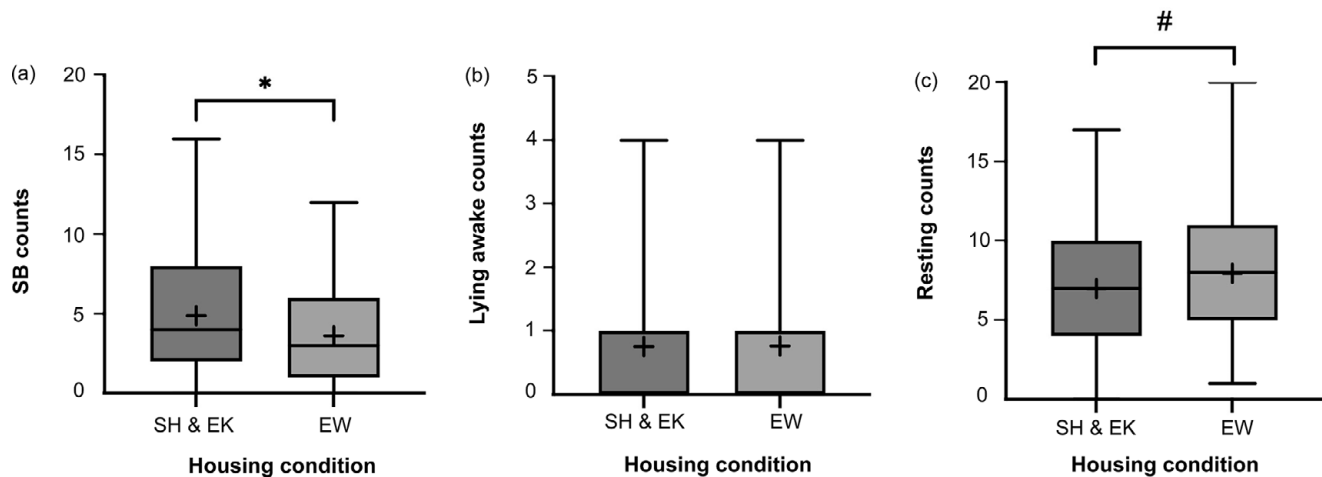 (a)
SB counts
20
15
10
5
0
*
SH & EK
EW
Housing condition
(b)
Lying awake counts
5
4
3
2
1
0
SH & EK
EW
Housing condition
(c)
Resting counts
20
15
10
5
0
#
SH & EK
EW
Housing condition